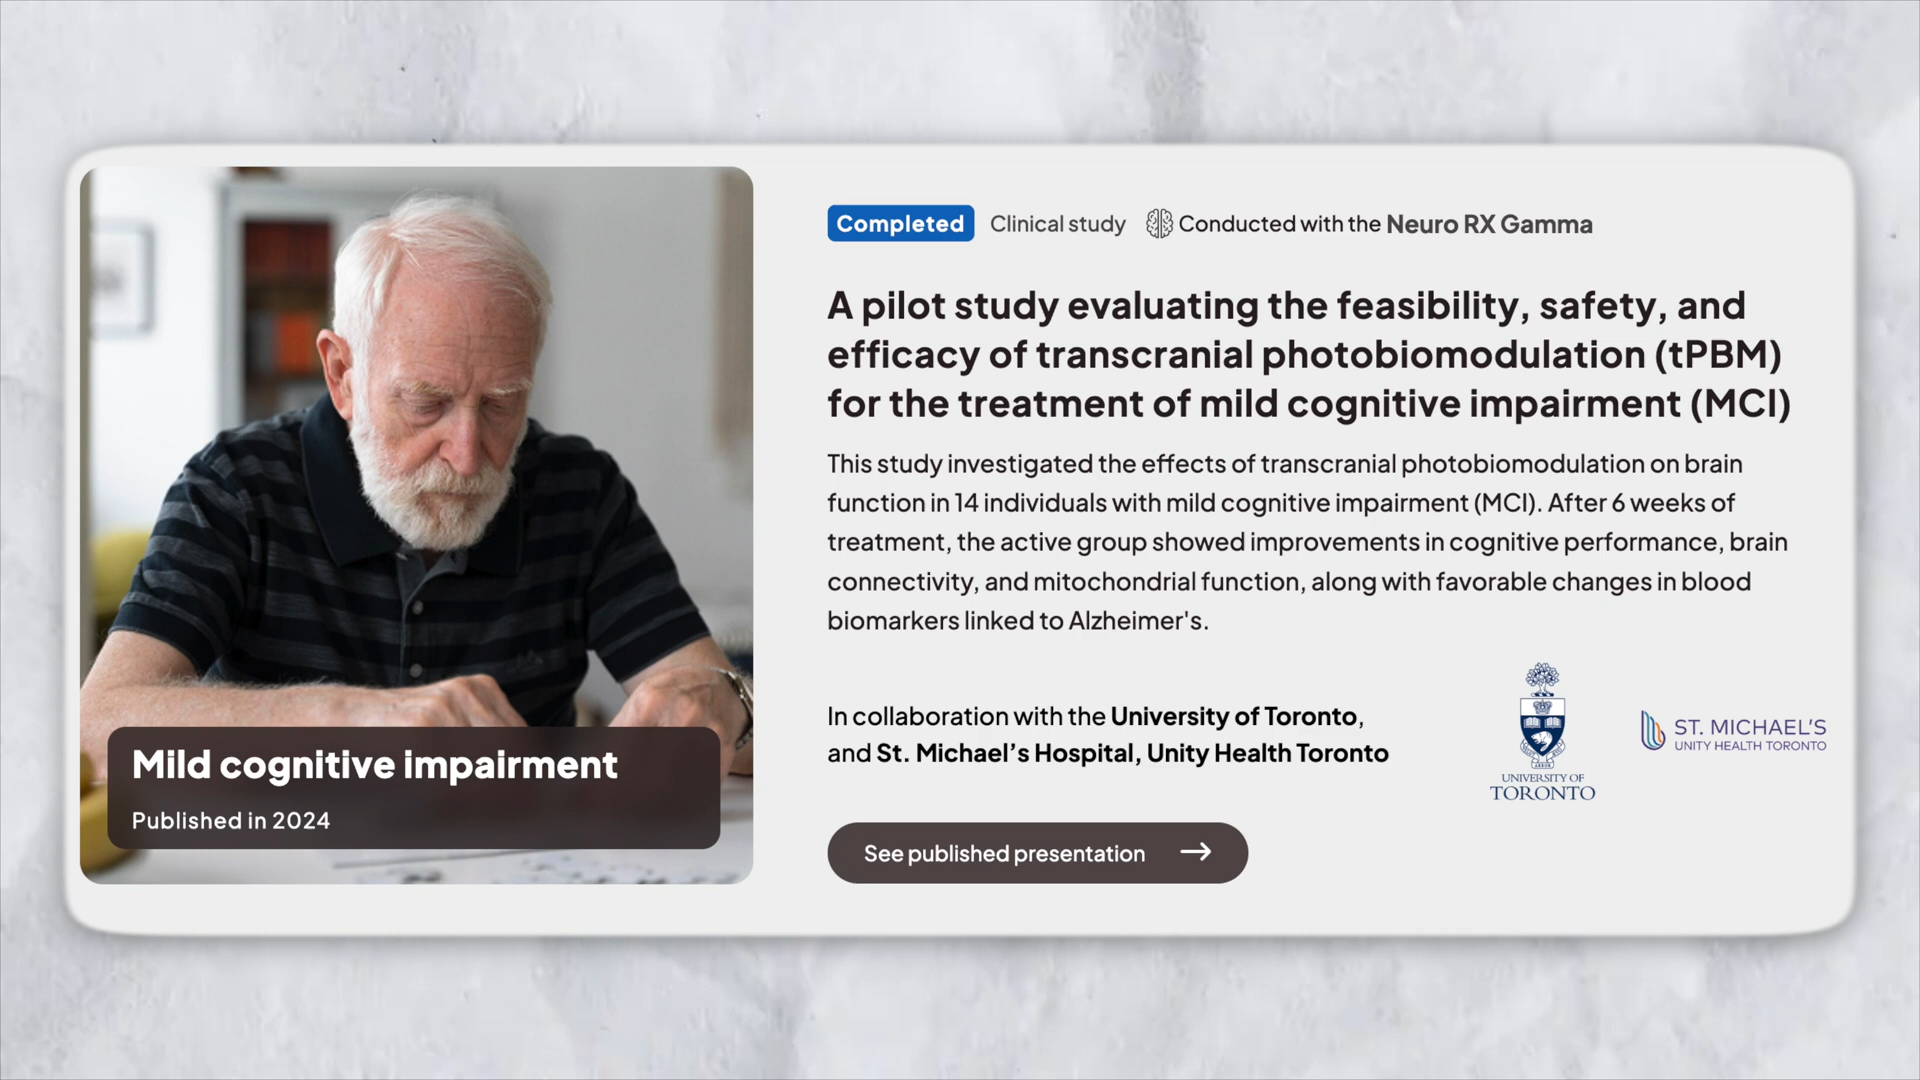 Completed Clinical study Conducted with the Neuro RX Gamma
A pilot study evaluating the feasibility, safety, and
efficacy of transcranial photobiomodulation (tPBM)
for the treatment of mild cognitive impairment (MCI)
This study investigated the effects of transcranial photobiomodulation on brain
function in 14 individuals with mild cognitive impairment (MCI). After 6 weeks of
treatment, the active group showed improvements in cognitive performance, brain
connectivity, and mitochondrial function, along with favorable changes in blood
biomarkers linked to Alzheimer's.
In collaboration with the University of Toronto,
and St. Michael’s Hospital, Unity Health Toronto
UNIVERSITY OF
TORONTO
ST. MICHAEL’S
UNITY HEALTH TORONTO
See published presentation
Mild cognitive impairment
Published in 2024